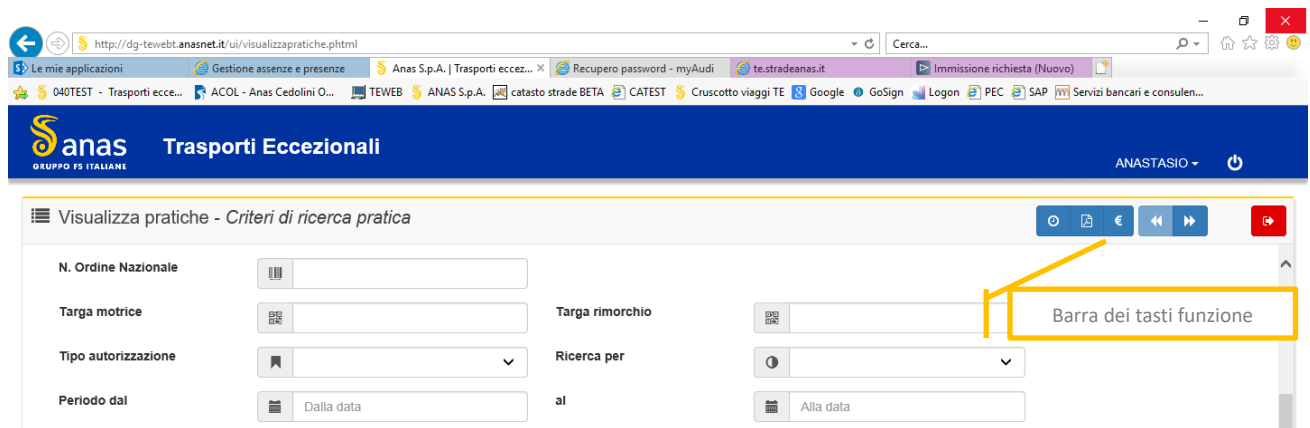 http://dg-tewebt.anasnet.it/ui/visualizzapratiche.phtml
Cerca...
Le mie applicazioni
Gestione assenze e presenze
Anas S.p.A. | Trasporti eccez...
Recupero password - myAudi
te.stradeanas.it
Immissione richiesta (Nuovo)
040TEST - Trasporti ecce...
ACOL - Anas Cedolini O...
TEWEB
ANAS S.p.A.
catasto strade BETA
CATEST
Cruscotto viaggi TE
Google
GoSign
Logon
PEC
SAP
Servizi bancari e consulen...
anas
GRUPPO FS ITALIANE
Trasporti Eccezionali
ANASTASIO
Visualizza pratiche - Criteri di ricerca pratica
€
N. Ordine Nazionale
Targa motrice
Targa rimorchio
Barra dei tasti funzione
Tipo autorizzazione
Ricerca per
Periodo dal
Dalla data
al
Alla data